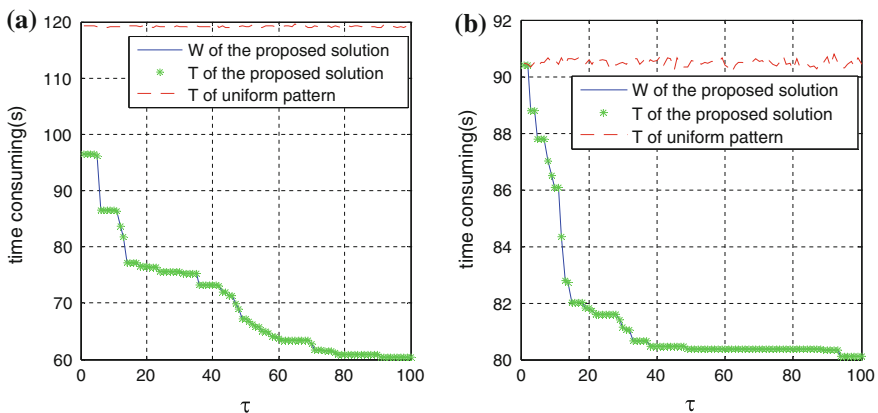 (a)
time consuming(s)
120
110
100
90
80
70
60
0 20 40 60 80 100
τ
W of the proposed solution
T of the proposed solution
T of uniform pattern
(b)
time consuming(s)
92
90
88
86
84
82
80
0 20 40 60 80 100
τ
W of the proposed solution
T of the proposed solution
T of uniform pattern